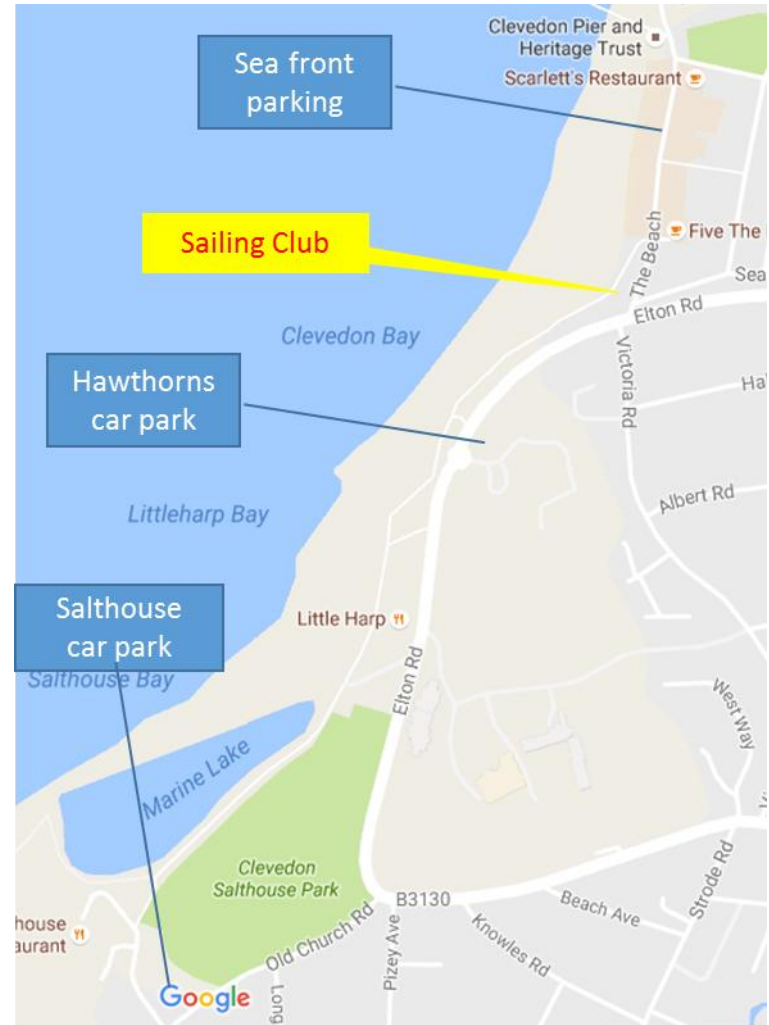 Clevedon Pier and
Heritage Trust
Scarlett's Restaurant
Sea front
parking
Sailing Club
The Beach
Five The
Sea
Elton Rd
Clevedon Bay
Victoria Rd
Hal
Hawthorns
car park
Albert Rd
Littleharp Bay
Salthouse
car park
Little Harp
Salthouse Bay
Elton Rd
West Way
Marine Lake
Clevedon
Salthouse Park
B3130
Beach Ave
Strode Rd
Old Church Rd
Pizey Ave
Knowles Rd
house
aurant
Long
Google